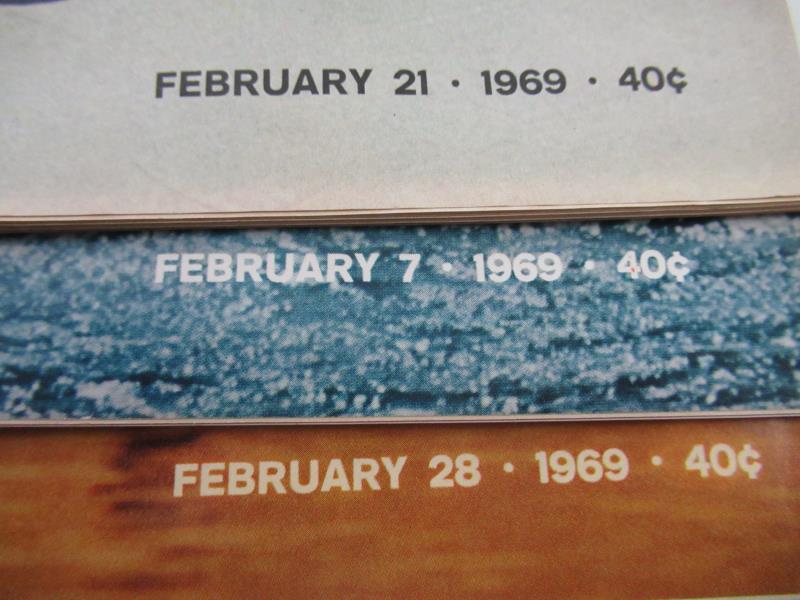 FEBRUARY 21 · 1969 · 40¢
FEBRUARY 7 · 1969 · 40¢
FEBRUARY 28 · 1969 · 40¢